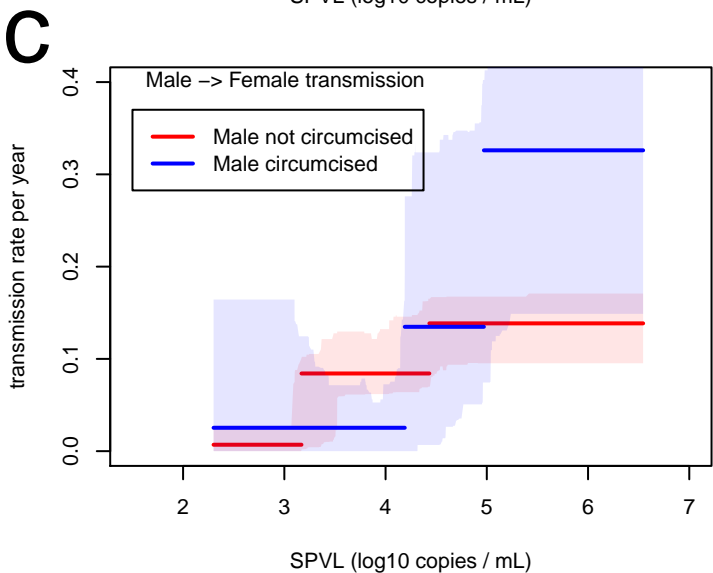 SPVL (log10 copies / mL)
C
Male −> Female transmission
Male not circumcised
Male circumcised
transmission rate per year
0.4
0.3
0.2
0.1
0.0
2 3 4 5 6 7
SPVL (log10 copies / mL)